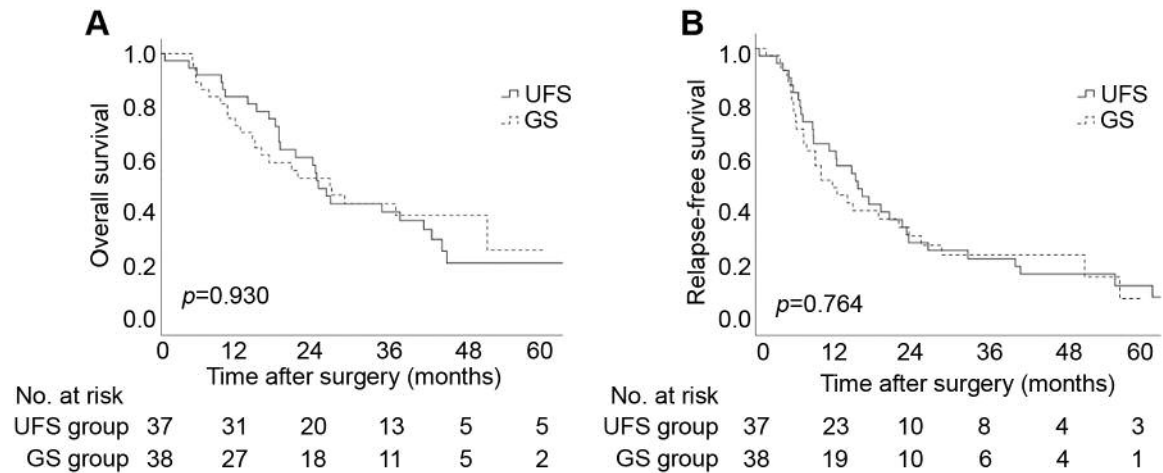 A
1.0
0.8
0.6
0.4
0.2
0.0
Overall survival
UFS
GS
p=0.930
0 12 24 36 48 60
Time after surgery (months)
No. at risk
UFS group 37 31 20 13 5 5
GS group 38 27 18 11 5 2
B
1.0
0.8
0.6
0.4
0.2
0.0
Relapse-free survival
UFS
GS
p=0.764
0 12 24 36 48 60
Time after surgery (months)
No. at risk
UFS group 37 23 10 8 4 3
GS group 38 19 10 6 4 1